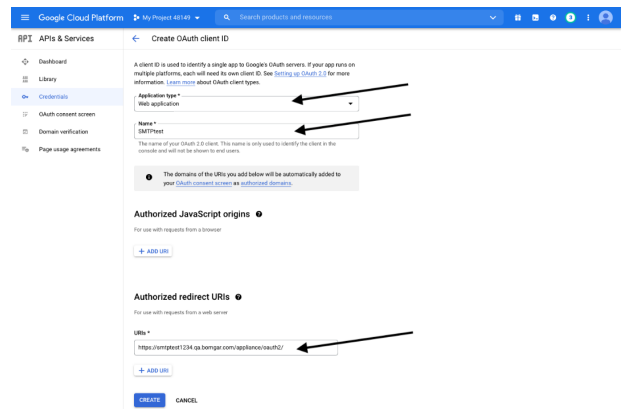 Google Cloud Platform
My Project 48149
Search products and resources
API APIs & Services
Create OAuth client ID
Dashboard
Library
Credentials
OAuth consent screen
Domain verification
Page usage agreements
A client ID is used to identify a single app to Google's OAuth servers. If your app runs on
multiple platforms, each will need its own client ID. See Setting up OAuth 2.0 for more
information. Learn more about OAuth client types.
Application type *
Web application
Name *
SMTPtest
The name of your OAuth 2.0 client. This name is only used to identify the client in the
console and will not be shown to end users.
The domains of the URIs you add below will be automatically added to
your OAuth consent screen as authorized domains.
Authorized JavaScript origins
For use with requests from a browser
+ ADD URI
Authorized redirect URIs
For use with requests from a web server
URIs *
https://smtptest1234.qa.bomgar.com/appliance/oauth2/
+ ADD URI
CREATE
CANCEL